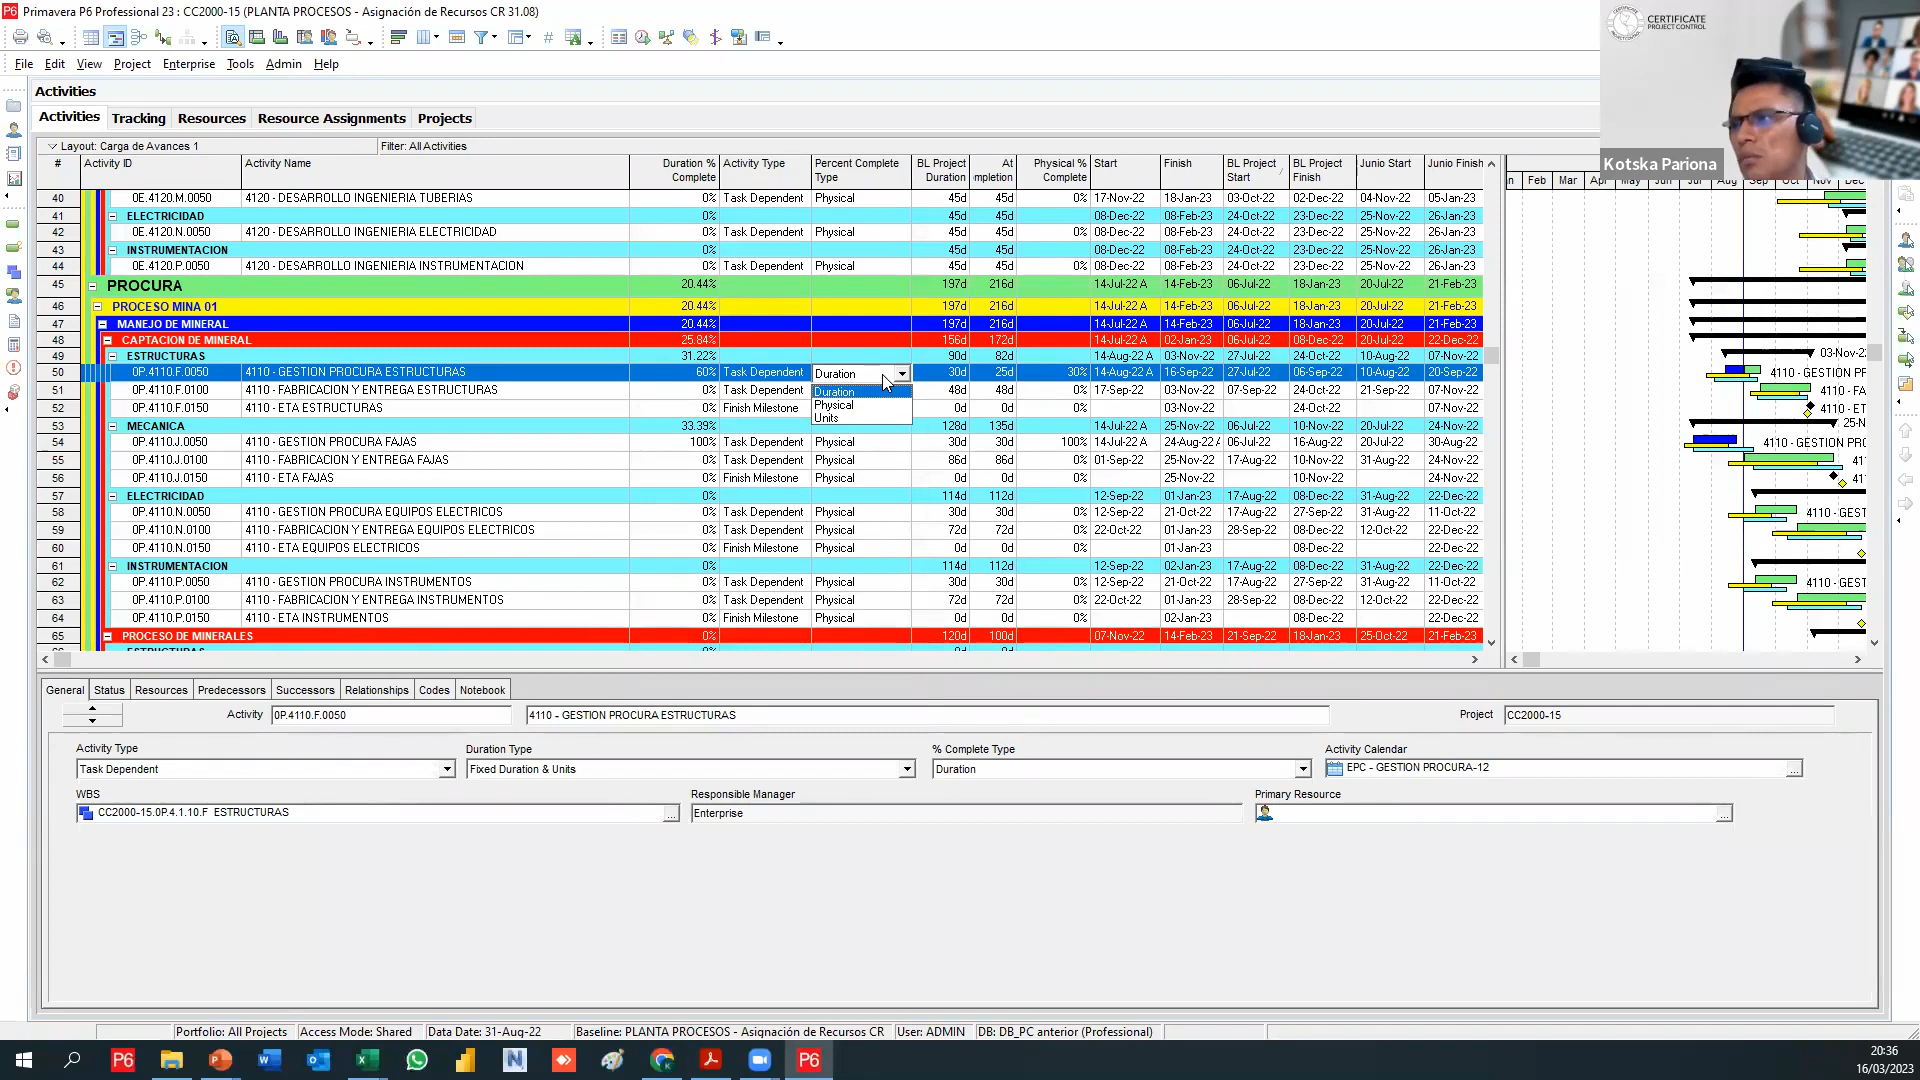 Primavera P6 Professional 23 : CC2000-15 (PLANTA PROCESOS - Asignación de Recursos CR 31.08)
File Edit View Project Enterprise Tools Admin Help
CERTIFICATE
PROJECT CONTROL
Kotska Pariona
Activities
Activities Tracking Resources Resource Assignments Projects
Layout: Carga de Avances 1 Filter: All Activities
# Activity ID Activity Name Duration % Complete Activity Type Percent Complete Type BL Project Duration At Completion Physical % Complete Start Finish BL Project Start BL Project Finish Junio Start Junio Finish
Feb Mar Apr May Jun Jul Aug Sep Oct Nov Dec
40 0E.4120.M.0050 4120 - DESARROLLO INGENIERIA TUBERIAS 0% Task Dependent Physical 45d 45d 0% 17-Nov-22 18-Jan-23 03-Oct-22 02-Dec-22 04-Nov-22 05-Jan-23
41 ELECTRICIDAD 0% 45d 45d 08-Dec-22 08-Feb-23 24-Oct-22 23-Dec-22 25-Nov-22 26-Jan-23
42 0E.4120.N.0050 4120 - DESARROLLO INGENIERIA ELECTRICIDAD 0% Task Dependent Physical 45d 45d 0% 08-Dec-22 08-Feb-23 24-Oct-22 23-Dec-22 25-Nov-22 26-Jan-23
43 INSTRUMENTACION 0% 45d 45d 08-Dec-22 08-Feb-23 24-Oct-22 23-Dec-22 25-Nov-22 26-Jan-23
44 0E.4120.P.0050 4120 - DESARROLLO INGENIERIA INSTRUMENTACION 0% Task Dependent Physical 45d 45d 0% 08-Dec-22 08-Feb-23 24-Oct-22 23-Dec-22 25-Nov-22 26-Jan-23
45 PROCURA 20.44% 197d 216d 14-Jul-22 A 14-Feb-23 06-Jul-22 18-Jan-23 20-Jul-22 21-Feb-23
46 PROCESO MINA 01 20.44% 197d 216d 14-Jul-22 A 14-Feb-23 06-Jul-22 18-Jan-23 20-Jul-22 21-Feb-23
47 MANEJO DE MINERAL 20.44% 197d 216d 14-Jul-22 A 14-Feb-23 06-Jul-22 18-Jan-23 20-Jul-22 21-Feb-23
48 CAPTACION DE MINERAL 25.84% 156d 172d 14-Jul-22 A 02-Jan-23 06-Jul-22 08-Dec-22 20-Jul-22 22-Dec-22
49 ESTRUCTURAS 31.22% 90d 82d 14-Aug-22 A 03-Nov-22 27-Jul-22 24-Oct-22 10-Aug-22 07-Nov-22 03-Nov-2
50 0P.4110.F.0050 4110 - GESTION PROCURA ESTRUCTURAS 60% Task Dependent Duration 30d 25d 30% 14-Aug-22 A 16-Sep-22 27-Jul-22 06-Sep-22 10-Aug-22 20-Sep-22 4110 - GESTION P
Duration
Physical
Units
51 0P.4110.F.0100 4110 - FABRICACION Y ENTREGA ESTRUCTURAS 0% Task Dependent 48d 48d 0% 17-Sep-22 03-Nov-22 07-Sep-22 24-Oct-22 21-Sep-22 07-Nov-22 4110 - FA
52 0P.4110.F.0150 4110 - ETA ESTRUCTURAS 0% Finish Milestone 0d 0d 0% 03-Nov-22 24-Oct-22 07-Nov-22 4110 - ET
53 MECANICA 33.39% 128d 135d 14-Jul-22 A 25-Nov-22 06-Jul-22 10-Nov-22 20-Jul-22 24-Nov-22 25-N
54 0P.4110.J.0050 4110 - GESTION PROCURA FAJAS 100% Task Dependent Physical 30d 30d 100% 14-Jul-22 A 24-Aug-22 A 06-Jul-22 16-Aug-22 20-Jul-22 30-Aug-22 4110 - GESTION PRC
55 0P.4110.J.0100 4110 - FABRICACION Y ENTREGA FAJAS 0% Task Dependent Physical 86d 86d 0% 01-Sep-22 25-Nov-22 17-Aug-22 10-Nov-22 31-Aug-22 24-Nov-22 41
56 0P.4110.J.0150 4110 - ETA FAJAS 0% Finish Milestone Physical 0d 0d 0% 25-Nov-22 10-Nov-22 24-Nov-22 41
57 ELECTRICIDAD 0% 114d 112d 12-Sep-22 01-Jan-23 17-Aug-22 08-Dec-22 31-Aug-22 22-Dec-22
58 0P.4110.N.0050 4110 - GESTION PROCURA EQUIPOS ELECTRICOS 0% Task Dependent Physical 30d 30d 0% 12-Sep-22 21-Oct-22 17-Aug-22 27-Sep-22 31-Aug-22 11-Oct-22 4110 - GEST
59 0P.4110.N.0100 4110 - FABRICACION Y ENTREGA EQUIPOS ELECTRICOS 0% Task Dependent Physical 72d 72d 0% 22-Oct-22 01-Jan-23 28-Sep-22 08-Dec-22 12-Oct-22 22-Dec-22
60 0P.4110.N.0150 4110 - ETA EQUIPOS ELECTRICOS 0% Finish Milestone Physical 0d 0d 0% 01-Jan-23 08-Dec-22 22-Dec-22
61 INSTRUMENTACION 0% 114d 112d 12-Sep-22 02-Jan-23 17-Aug-22 08-Dec-22 31-Aug-22 22-Dec-22
62 0P.4110.P.0050 4110 - GESTION PROCURA INSTRUMENTOS 0% Task Dependent Physical 30d 30d 0% 12-Sep-22 21-Oct-22 17-Aug-22 27-Sep-22 31-Aug-22 11-Oct-22 4110 - GEST
63 0P.4110.P.0100 4110 - FABRICACION Y ENTREGA INSTRUMENTOS 0% Task Dependent Physical 72d 72d 0% 22-Oct-22 01-Jan-23 28-Sep-22 08-Dec-22 12-Oct-22 22-Dec-22
64 0P.4110.P.0150 4110 - ETA INSTRUMENTOS 0% Finish Milestone Physical 0d 0d 0% 02-Jan-23 08-Dec-22 22-Dec-22
65 PROCESO DE MINERALES 0% 120d 100d 07-Nov-22 14-Feb-23 21-Sep-22 18-Jan-23 25-Oct-22 21-Feb-23
General Status Resources Predecessors Successors Relationships Codes Notebook
Activity 0P.4110.F.0050 4110 - GESTION PROCURA ESTRUCTURAS Project CC2000-15
Activity Type Duration Type % Complete Type Activity Calendar
Task Dependent Fixed Duration & Units Duration EPC - GESTION PROCURA-12
WBS Responsible Manager Primary Resource
CC2000-15.0P.4.1.10.F ESTRUCTURAS Enterprise
Portfolio: All Projects Access Mode: Shared Data Date: 31-Aug-22 Baseline: PLANTA PROCESOS - Asignación de Recursos CR User: ADMIN DB: DB_PC anterior (Professional)
20:36
16/03/2023